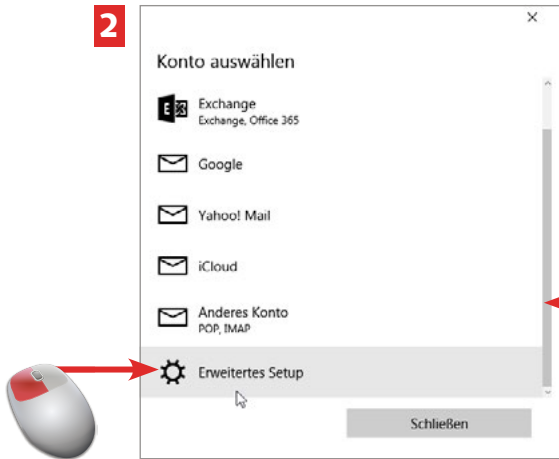 2
Konto auswählen
Exchange
Exchange, Office 365
Google
Yahoo! Mail
iCloud
Anderes Konto
POP, IMAP
Erweitertes Setup
Schließen